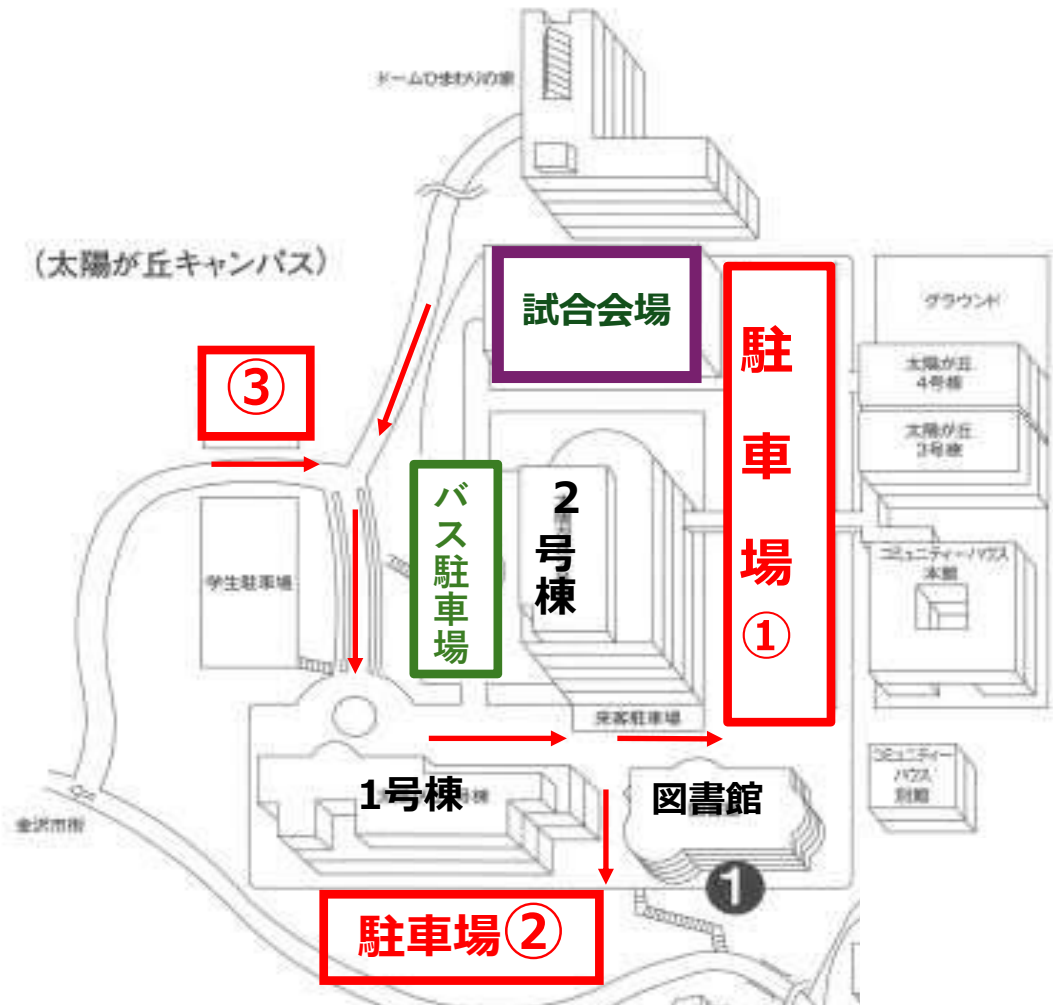 ドームひまわりの家
(太陽が丘キャンパス)
試合会場
駐車場①
グラウンド
太陽が丘
4号棟
③
太陽が丘
3号棟
バス駐車場
2号棟
コミュニティーハウス
本館
学生駐車場
来客駐車場
1号棟
号棟
図書館
コミュニティー
ハウス
別館
金沢市街
1
駐車場②